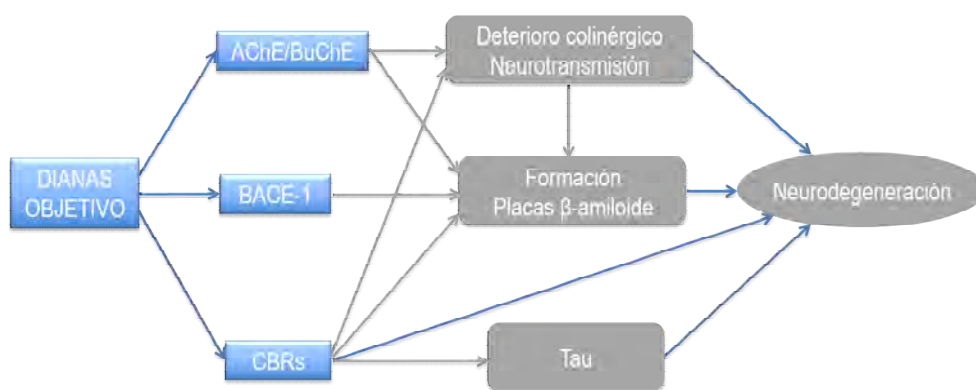 AChE/BuChE
Deterioro colinérgico
Neurotransmisión
DIANAS
OBJETIVO
BACE-1
Formación
Placas β-amiloide
Neurodegeneración
CBRs
Tau